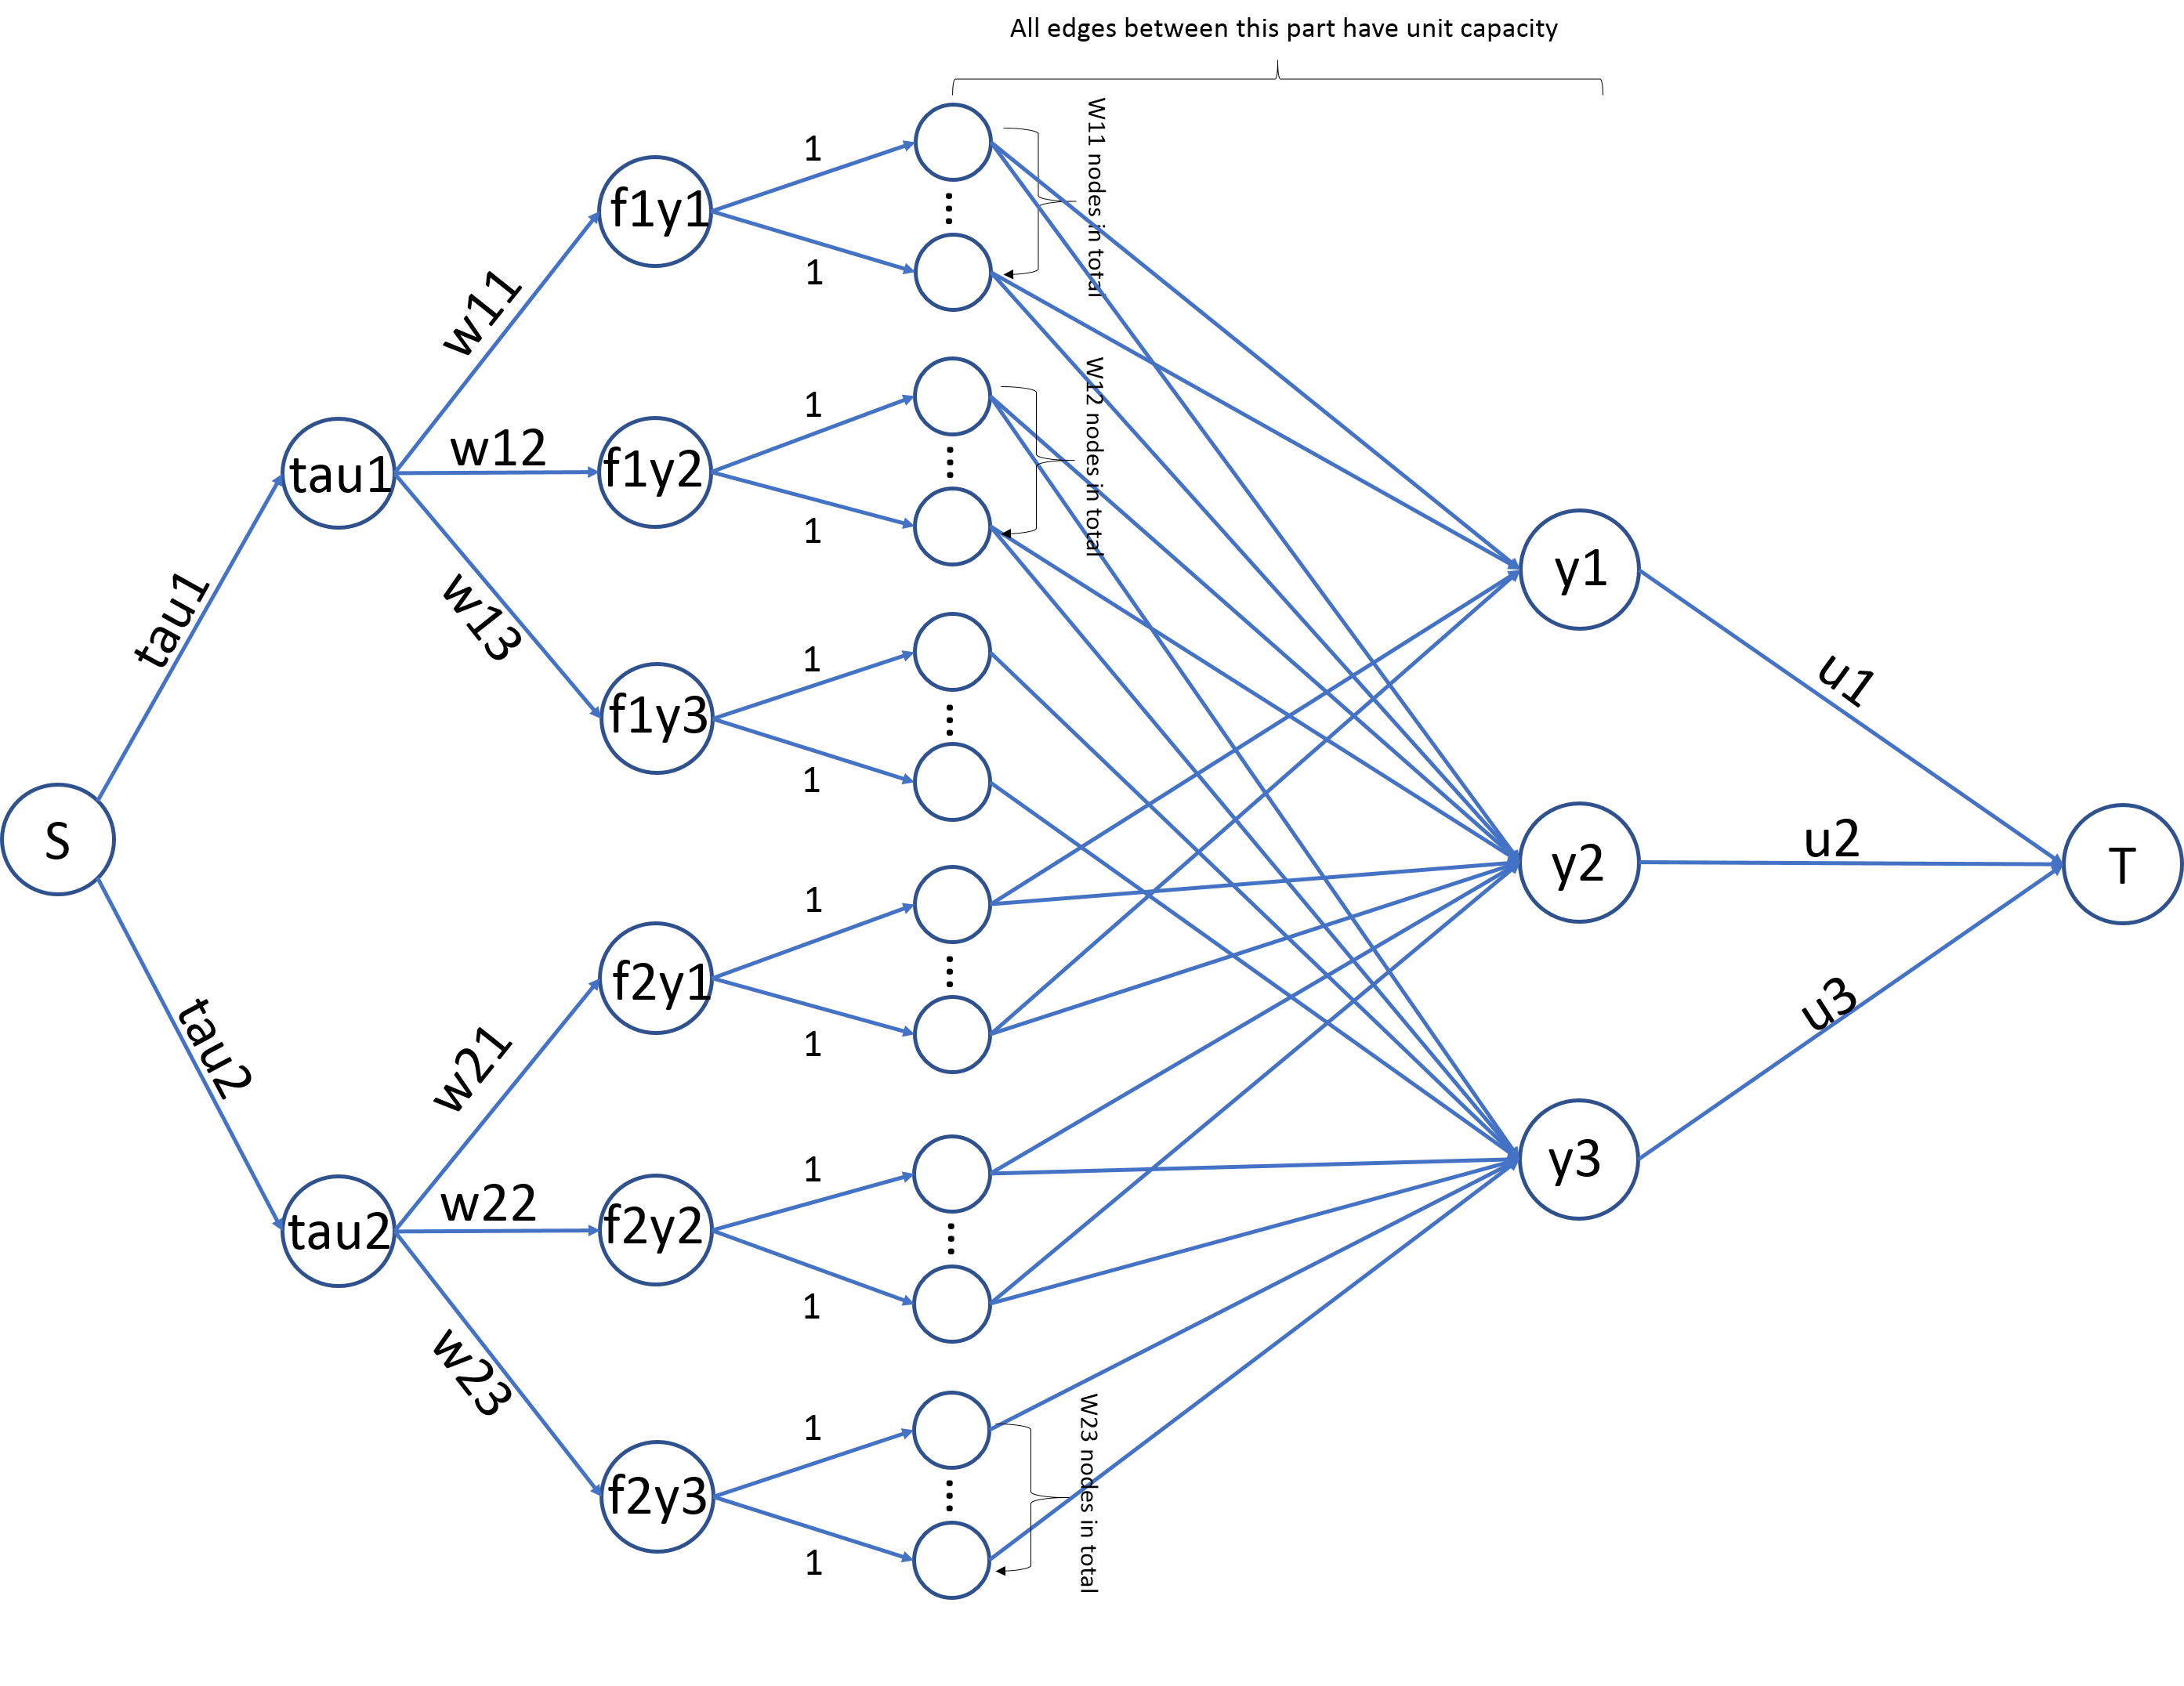 All edges between this part have unit capacity
W11 nodes in total
1
f1y1
1
w11
W12 nodes in total
1
w12
f1y2
tau1
1
w13
y1
tau1
1
f1y3
u1
1
S
u2
y2
T
1
f2y1
u3
tau2
1
w21
y3
1
w22
f2y2
tau2
1
w23
W23 nodes in total
1
f2y3
1